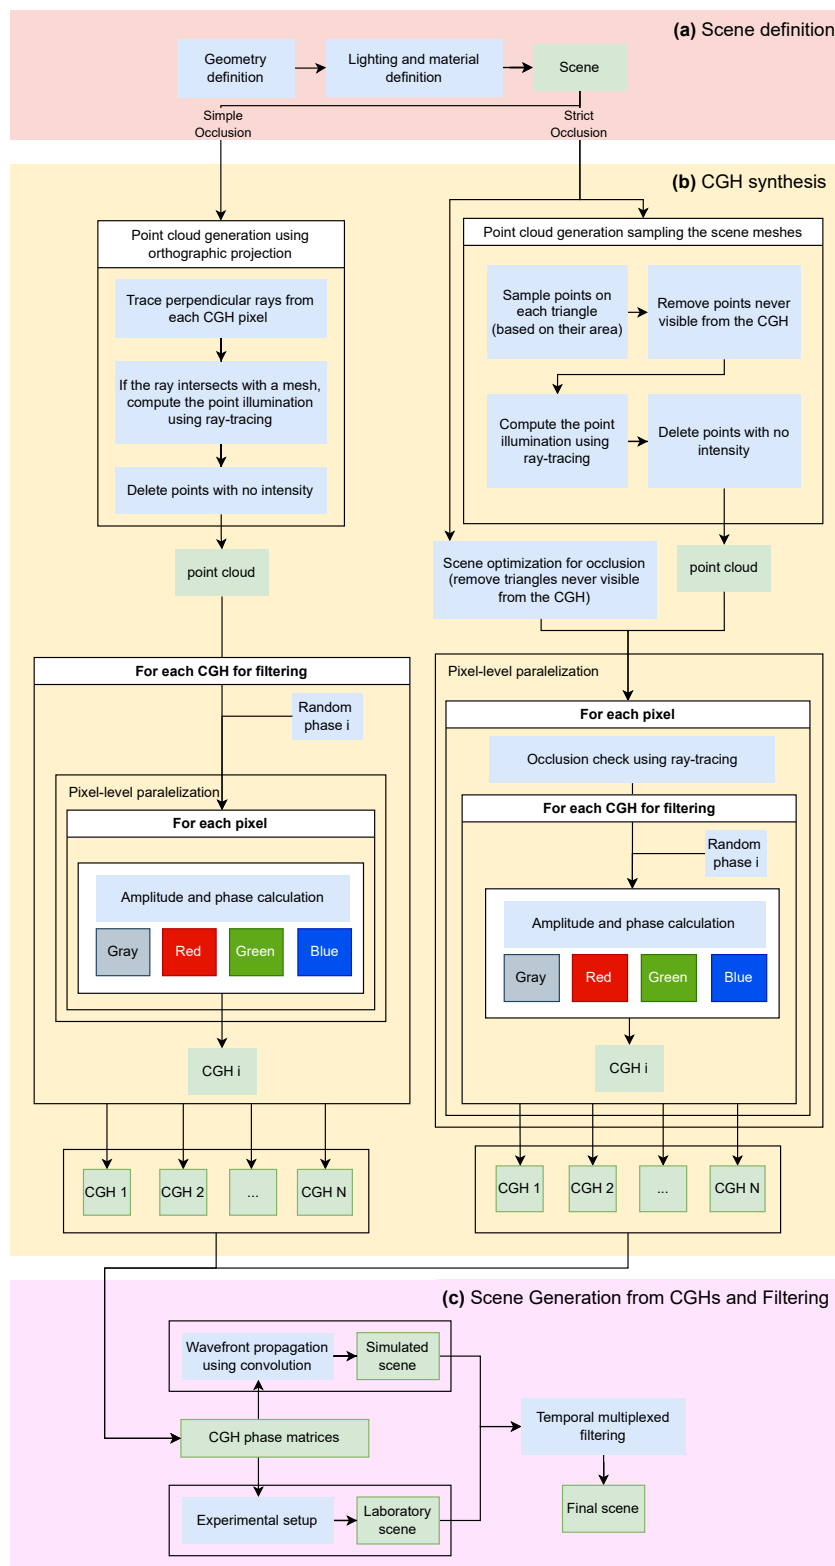 (a) Scene definition
Geometry
definition
Lighting and material
definition
Scene
Simple
Occlusion
Strict
Occlusion
(b) CGH synthesis
Point cloud generation using
orthographic projection
Trace perpendicular rays from
each CGH pixel
If the ray intersects with a mesh,
compute the point illumination
using ray-tracing
Delete points with no intensity
point cloud
For each CGH for filtering
Random
phase i
Pixel-level paralelization
For each pixel
Amplitude and phase calculation
Gray
Red
Green
Blue
CGH i
CGH 1
CGH 2
...
CGH N
Point cloud generation sampling the scene meshes
Sample points on
each triangle
(based on their area)
Remove points never
visible from the CGH
Compute the point
illumination using
ray-tracing
Delete points with no
intensity
Scene optimization for occlusion
(remove triangles never visible
from the CGH)
point cloud
Pixel-level paralelization
For each pixel
Occlusion check using ray-tracing
For each CGH for filtering
Random
phase i
Amplitude and phase calculation
Gray
Red
Green
Blue
CGH i
CGH 1
CGH 2
...
CGH N
(c) Scene Generation from CGHs and Filtering
Wavefront propagation
using convolution
Simulated
scene
CGH phase matrices
Experimental setup
Laboratory
scene
Temporal multiplexed
filtering
Final scene